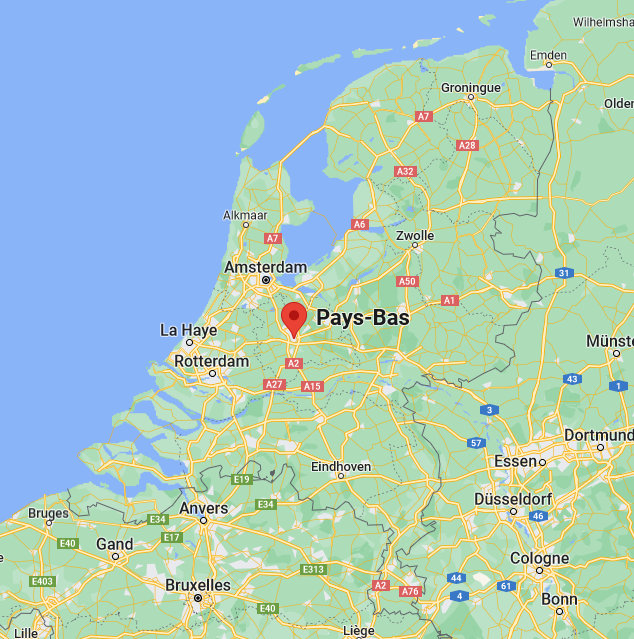 Wilhelmsha
Emden
Groningue
Older
A7
A28
A32
Alkmaar
A6
A7
Zwolle
Amsterdam
31
A50
A1
Pays-Bas
La Haye
Münste
Rotterdam
A2
43
A27
A15
1
3
Dortmund
57
Eindhoven
Essen
E19
Düsseldorf
E34
Anvers
Bruges
E34
46
E17
E40
Gand
Cologne
E313
44
E403
Bruxelles
A2
A76
61
4
Bonn
E40
Lille
Liège
e